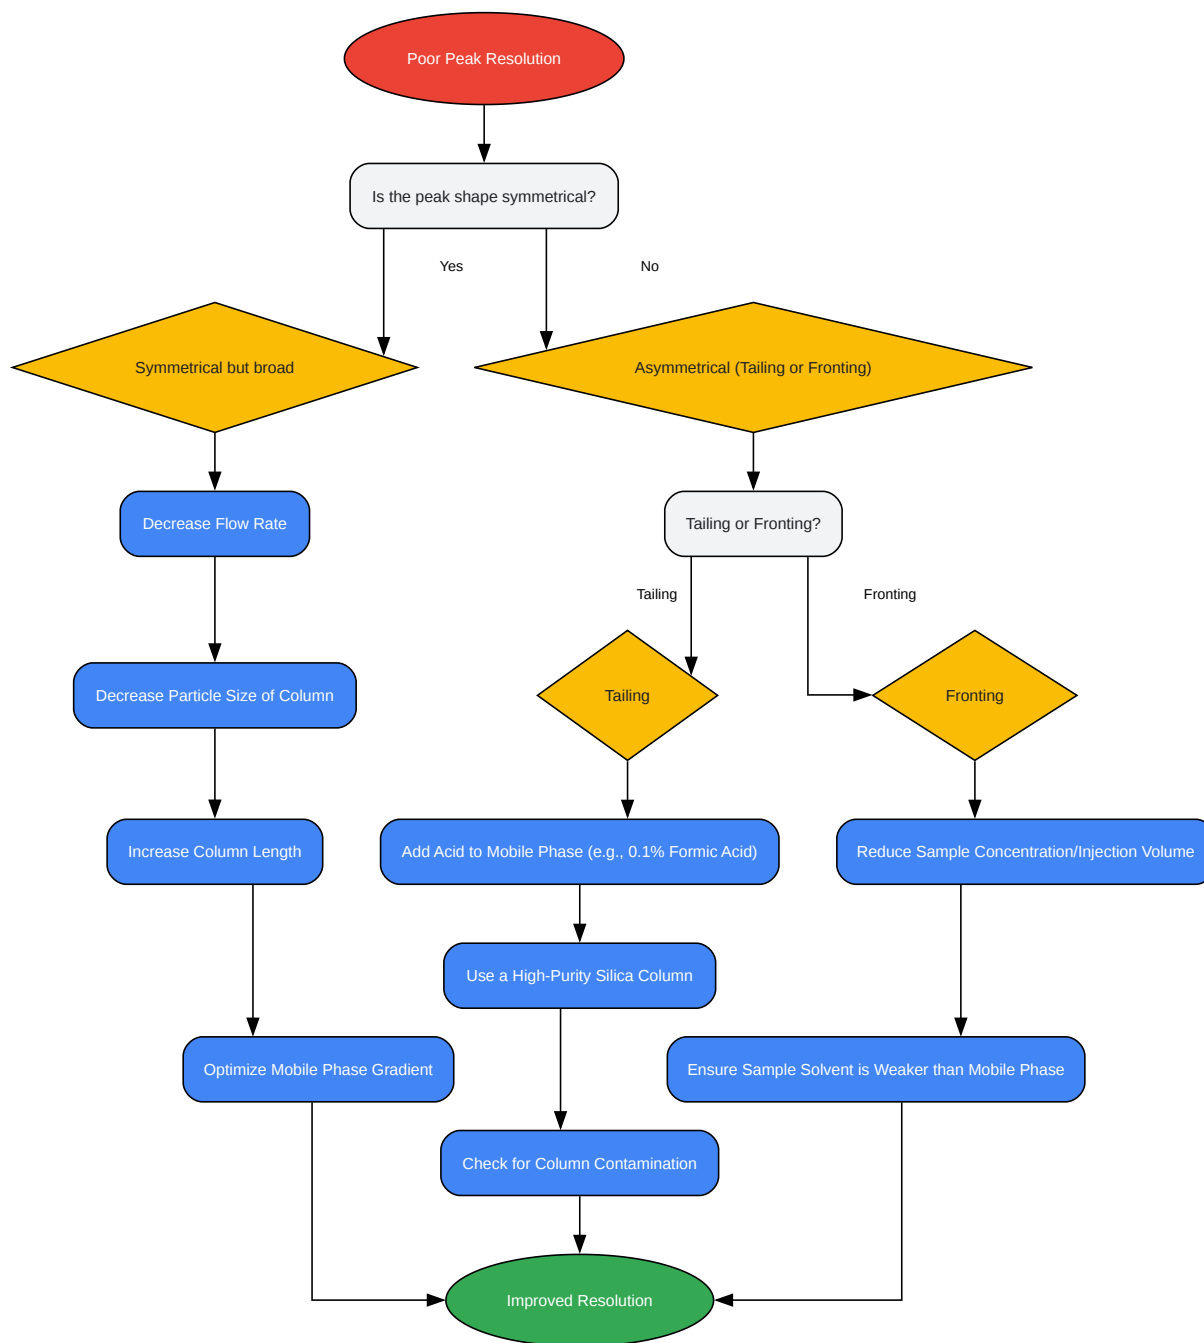 Poor Peak Resolution
Is the peak shape symmetrical?
Yes
No
Symmetrical but broad
Asymmetrical (Tailing or Fronting)
Decrease Flow Rate
Tailing or Fronting?
Tailing
Fronting
Decrease Particle Size of Column
Tailing
Fronting
Increase Column Length
Add Acid to Mobile Phase (e.g., 0.1% Formic Acid)
Reduce Sample Concentration/Injection Volume
Use a High-Purity Silica Column
Optimize Mobile Phase Gradient
Ensure Sample Solvent is Weaker than Mobile Phase
Check for Column Contamination
Improved Resolution